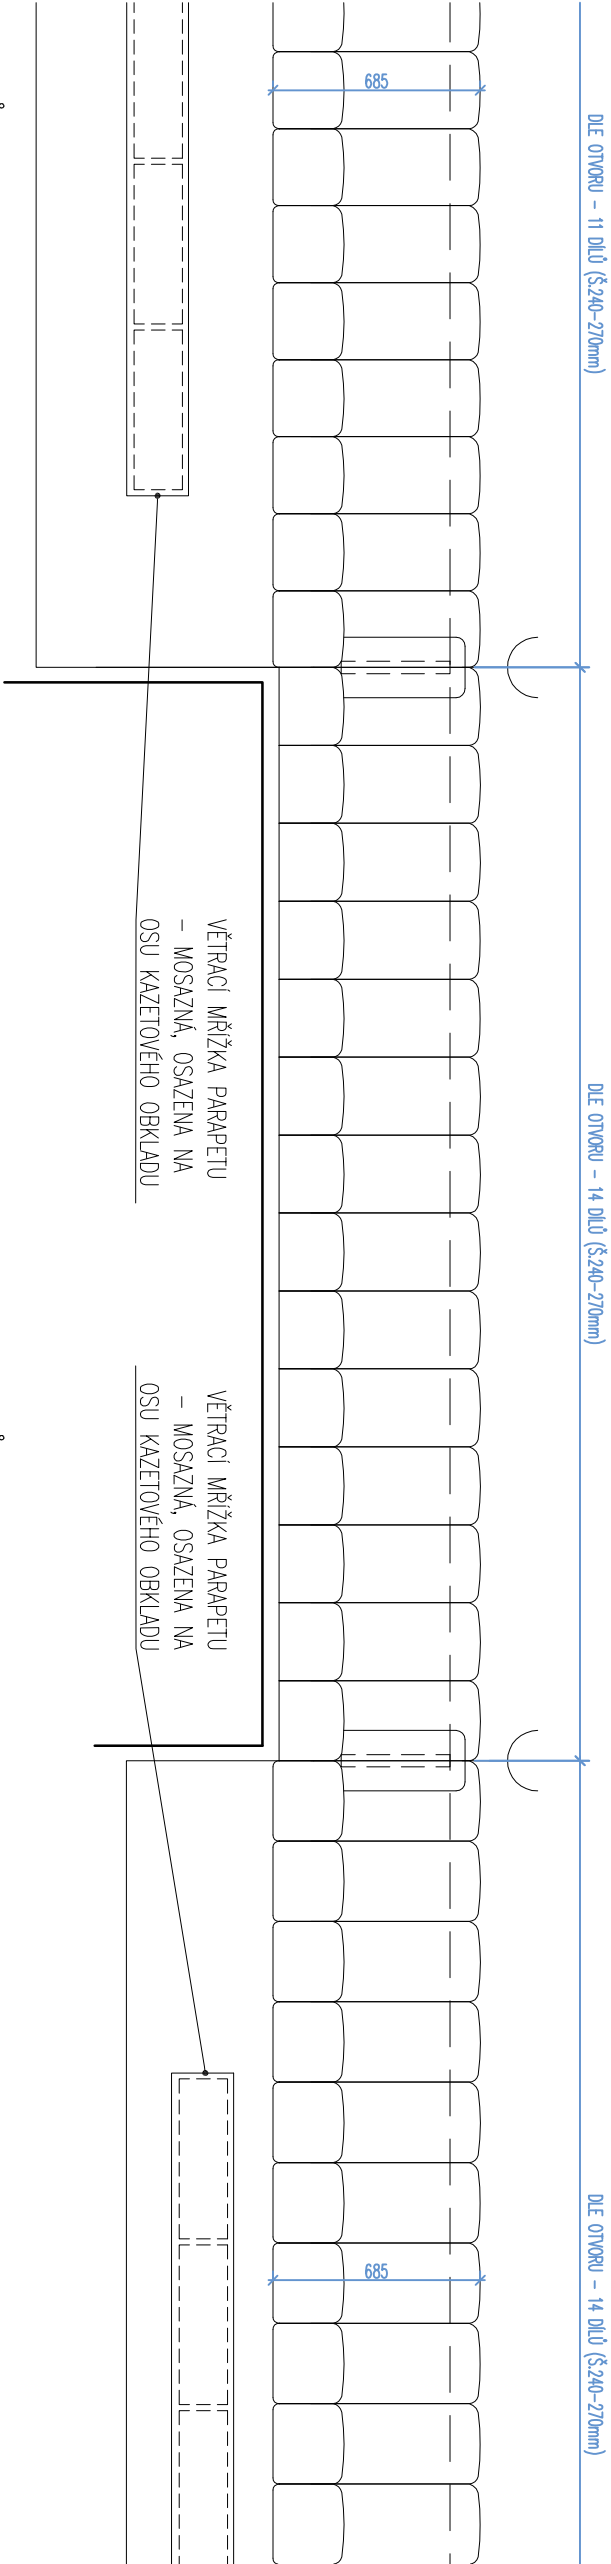 DLE OTVORU - 11 DÍLŮ (Š.240-270mm)
685
DLE OTVORU - 14 DÍLŮ (Š.240-270mm)
VĚTRACÍ MŘÍŽKA PARAPETU
- MOSAZNÁ, OSAZENA NA
OSU KAZETOVÉHO OBKLADU
VĚTRACÍ MŘÍŽKA PARAPETU
- MOSAZNÁ, OSAZENA NA
OSU KAZETOVÉHO OBKLADU
DLE OTVORU - 14 DÍLŮ (Š.240-270mm)
685